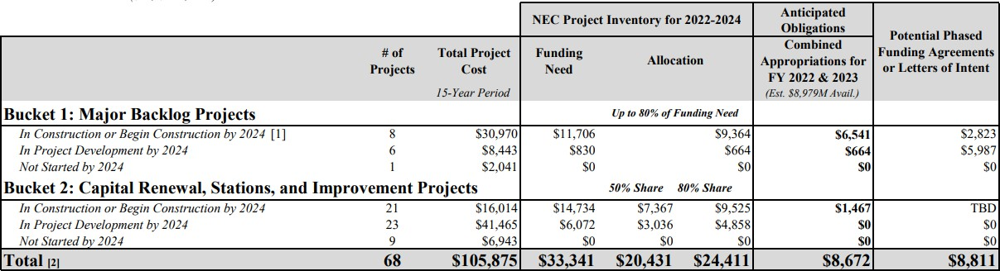 NEC Project Inventory for 2022-2024 Anticipated Obligations Potential Phased Funding Agreements or Letters of Intent
# of Projects Total Project Cost Funding Need Allocation Combined Appropriations for FY 2022 & 2023
15-Year Period (Est. $8,979M Avail.)
Bucket 1: Major Backlog Projects Up to 80% of Funding Need
In Construction or Begin Construction by 2024 [1] 8 $30,970 $11,706 $9,364 $6,541 $2,823
In Project Development by 2024 6 $8,443 $830 $664 $664 $5,987
Not Started by 2024 1 $2,041 $0 $0 $0 $0
Bucket 2: Capital Renewal, Stations, and Improvement Projects 50% Share 80% Share
In Construction or Begin Construction by 2024 21 $16,014 $14,734 $7,367 $9,525 $1,467 TBD
In Project Development by 2024 23 $41,465 $6,072 $3,036 $4,858 $0 $0
Not Started by 2024 9 $6,943 $0 $0 $0 $0 $0
Total [2] 68 $105,875 $33,341 $20,431 $24,411 $8,672 $8,811